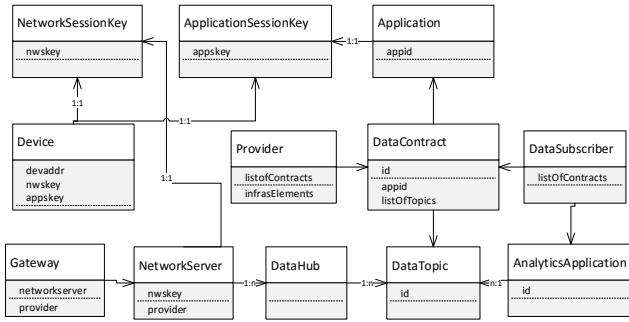 NetworkSessionKey
nwskey
ApplicationSessionKey
appskey
Application
appid
1:1
1:1
1:1
1:1
Device
devaddr
nwskey
appskey
Provider
listofContracts
infrasElements
DataContract
id
appid
listOfTopics
DataSubscriber
listOfContracts
Gateway
networkserver
provider
NetworkServer
nwskey
provider
1:n
DataHub
1:n
DataTopic
id
n:1
AnalyticsApplication
id